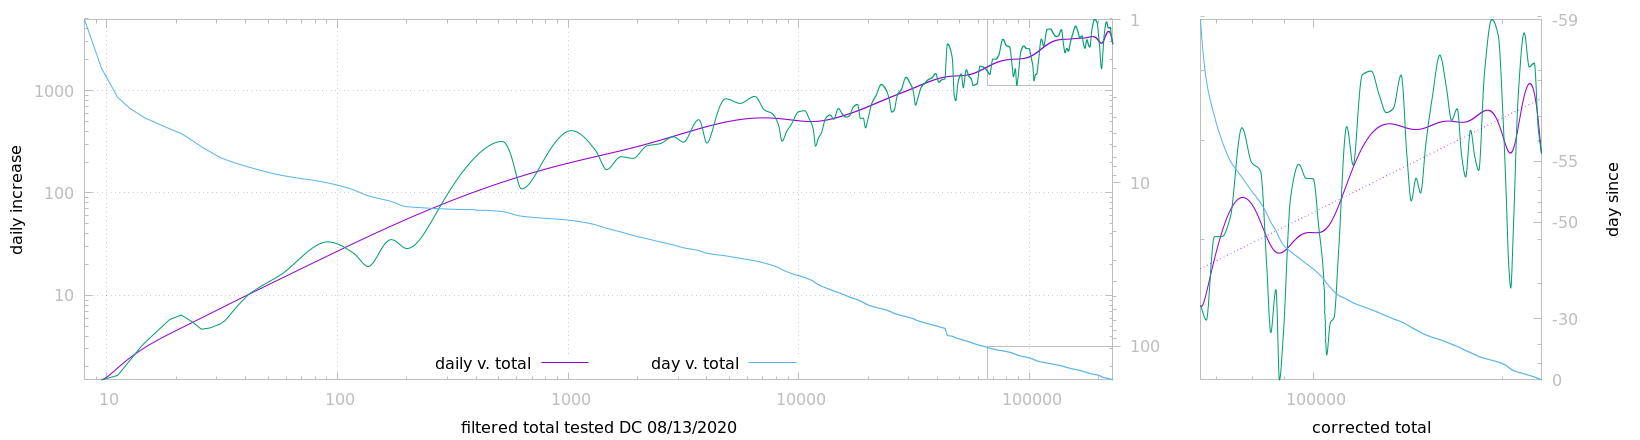 daily increase
1000
100
10
daily v. total
day v. total
10
100
1000
10000
100000
filtered total tested DC 08/13/2020
1
10
100
100000
corrected total
-59
-55
-50
-30
0
day since